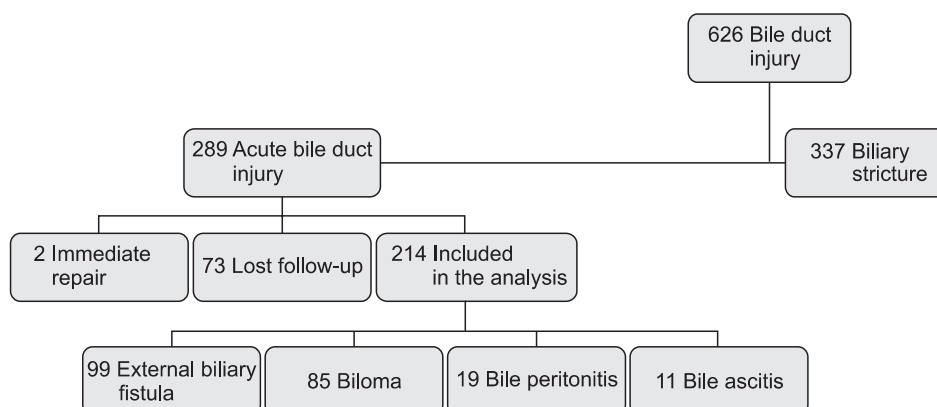 626 Bile duct
injury
289 Acute bile duct
injury
337 Biliary
stricture
2 Immediate
repair
73 Lost follow-up
214 Included
in the analysis
99 External biliary
fistula
85 Biloma
19 Bile peritonitis
11 Bile ascitis